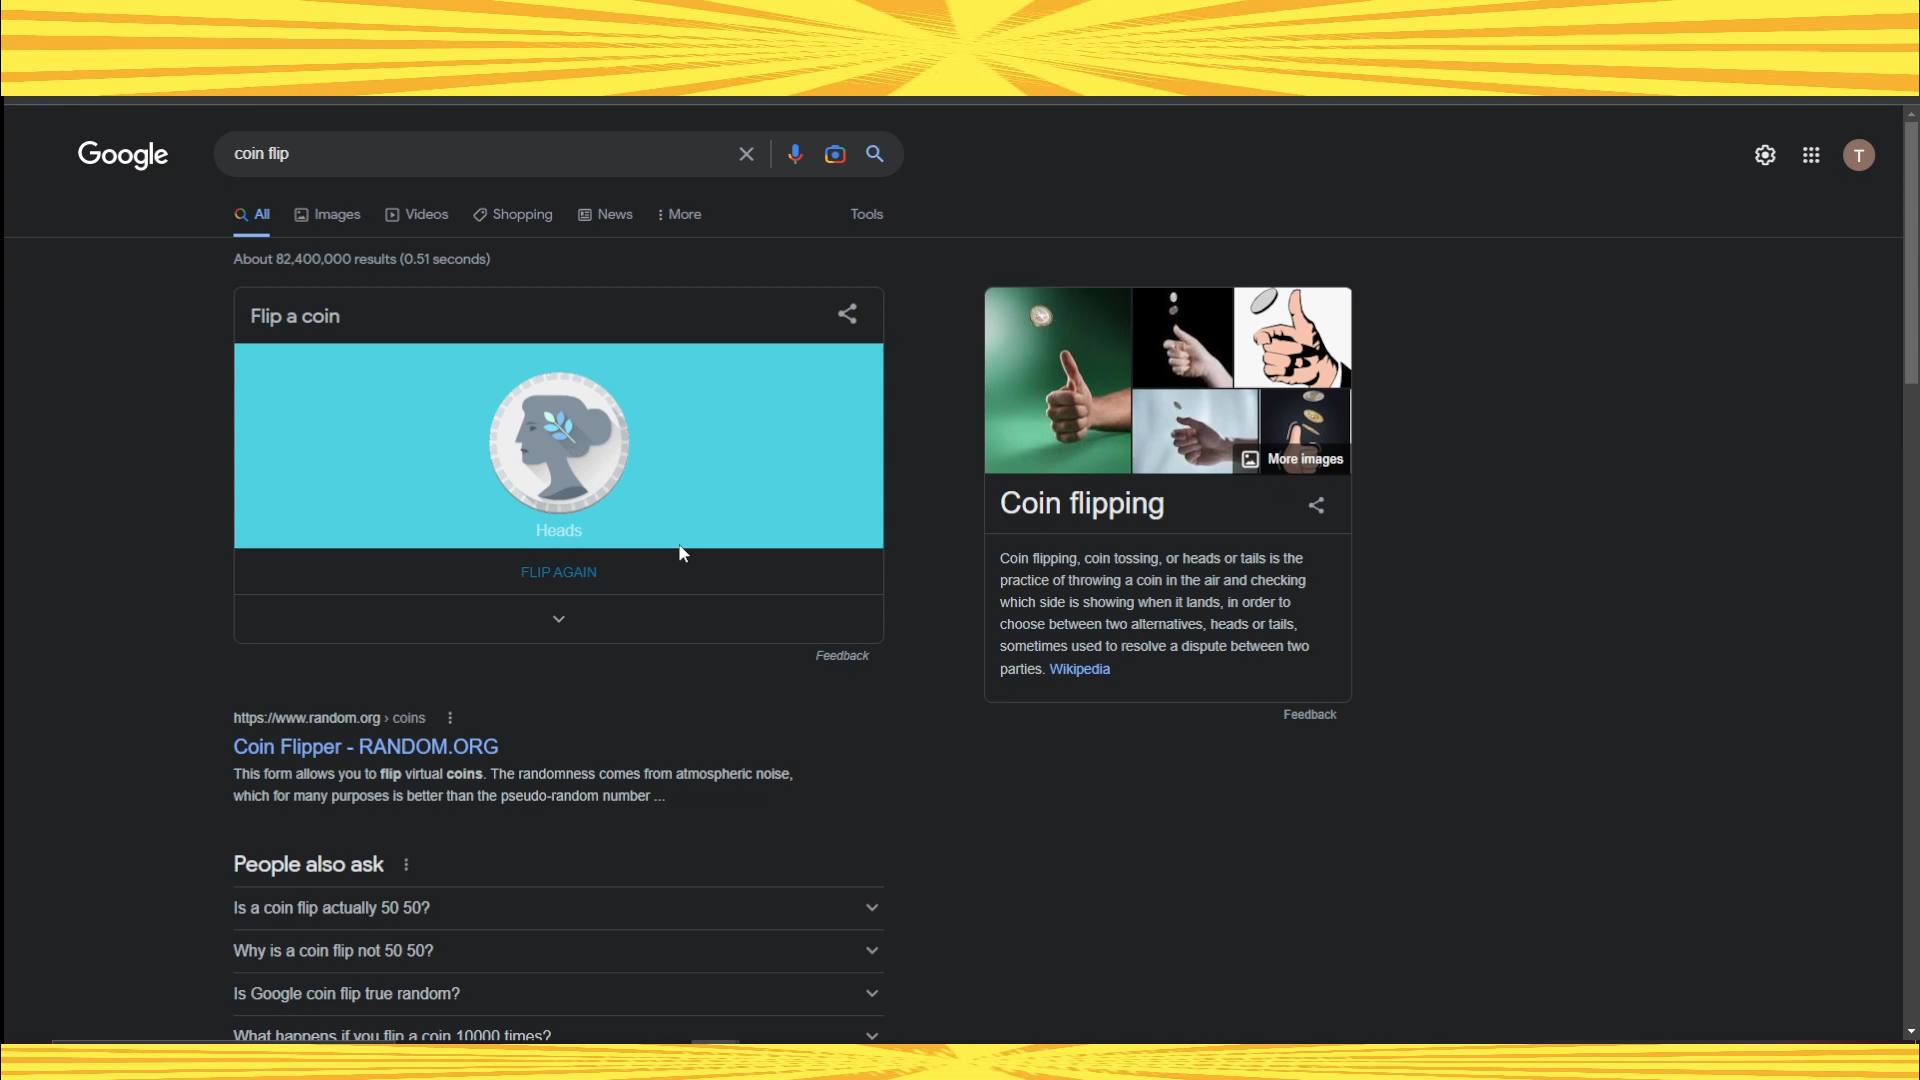 Google
coin flip
T
All
Images
Videos
Shopping
News
More
Tools
About 82,400,000 results (0.51 seconds)
Flip a coin
Heads
FLIP AGAIN
Feedback
https://www.random.org › coins
Coin Flipper - RANDOM.ORG
This form allows you to flip virtual coins. The randomness comes from atmospheric noise,
which for many purposes is better than the pseudo-random number ...
People also ask
Is a coin flip actually 50 50?
Why is a coin flip not 50 50?
Is Google coin flip true random?
What happens if you flip a coin 10000 times?
More images
Coin flipping
Coin flipping, coin tossing, or heads or tails is the
practice of throwing a coin in the air and checking
which side is showing when it lands, in order to
choose between two alternatives, heads or tails,
sometimes used to resolve a dispute between two
parties. Wikipedia
Feedback